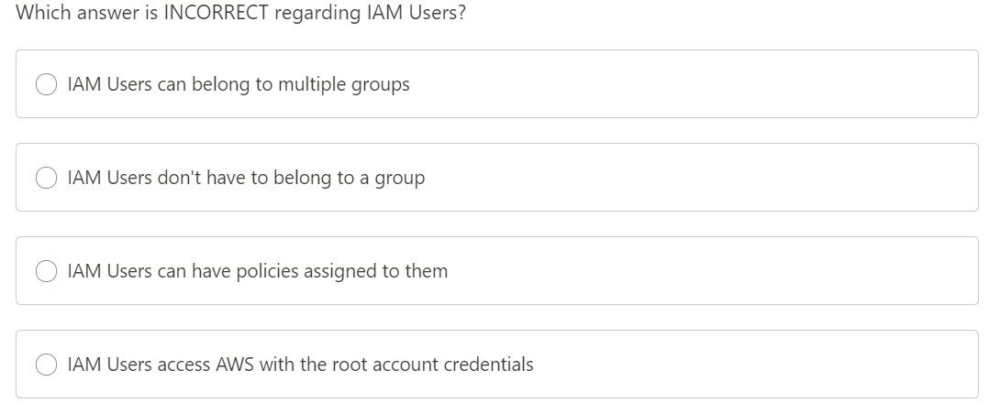 Which answer is INCORRECT regarding IAM Users?
IAM Users can belong to multiple groups
IAM Users don't have to belong to a group
IAM Users can have policies assigned to them
IAM Users access AWS with the root account credentials